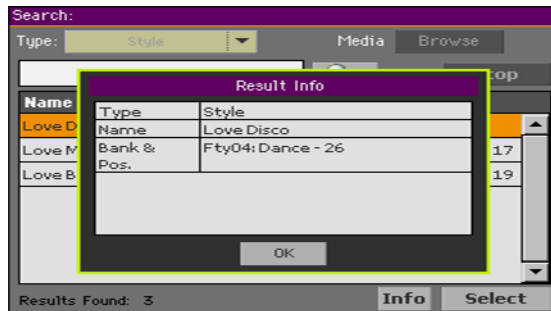 Search:
Type: Style Media Browse
Result Info
Name
Type Style
Love D Name Love Disco
Love M Bank & Fty04: Dance - 26 17
Pos.
Love B 19
OK
Results Found: 3 Info Select